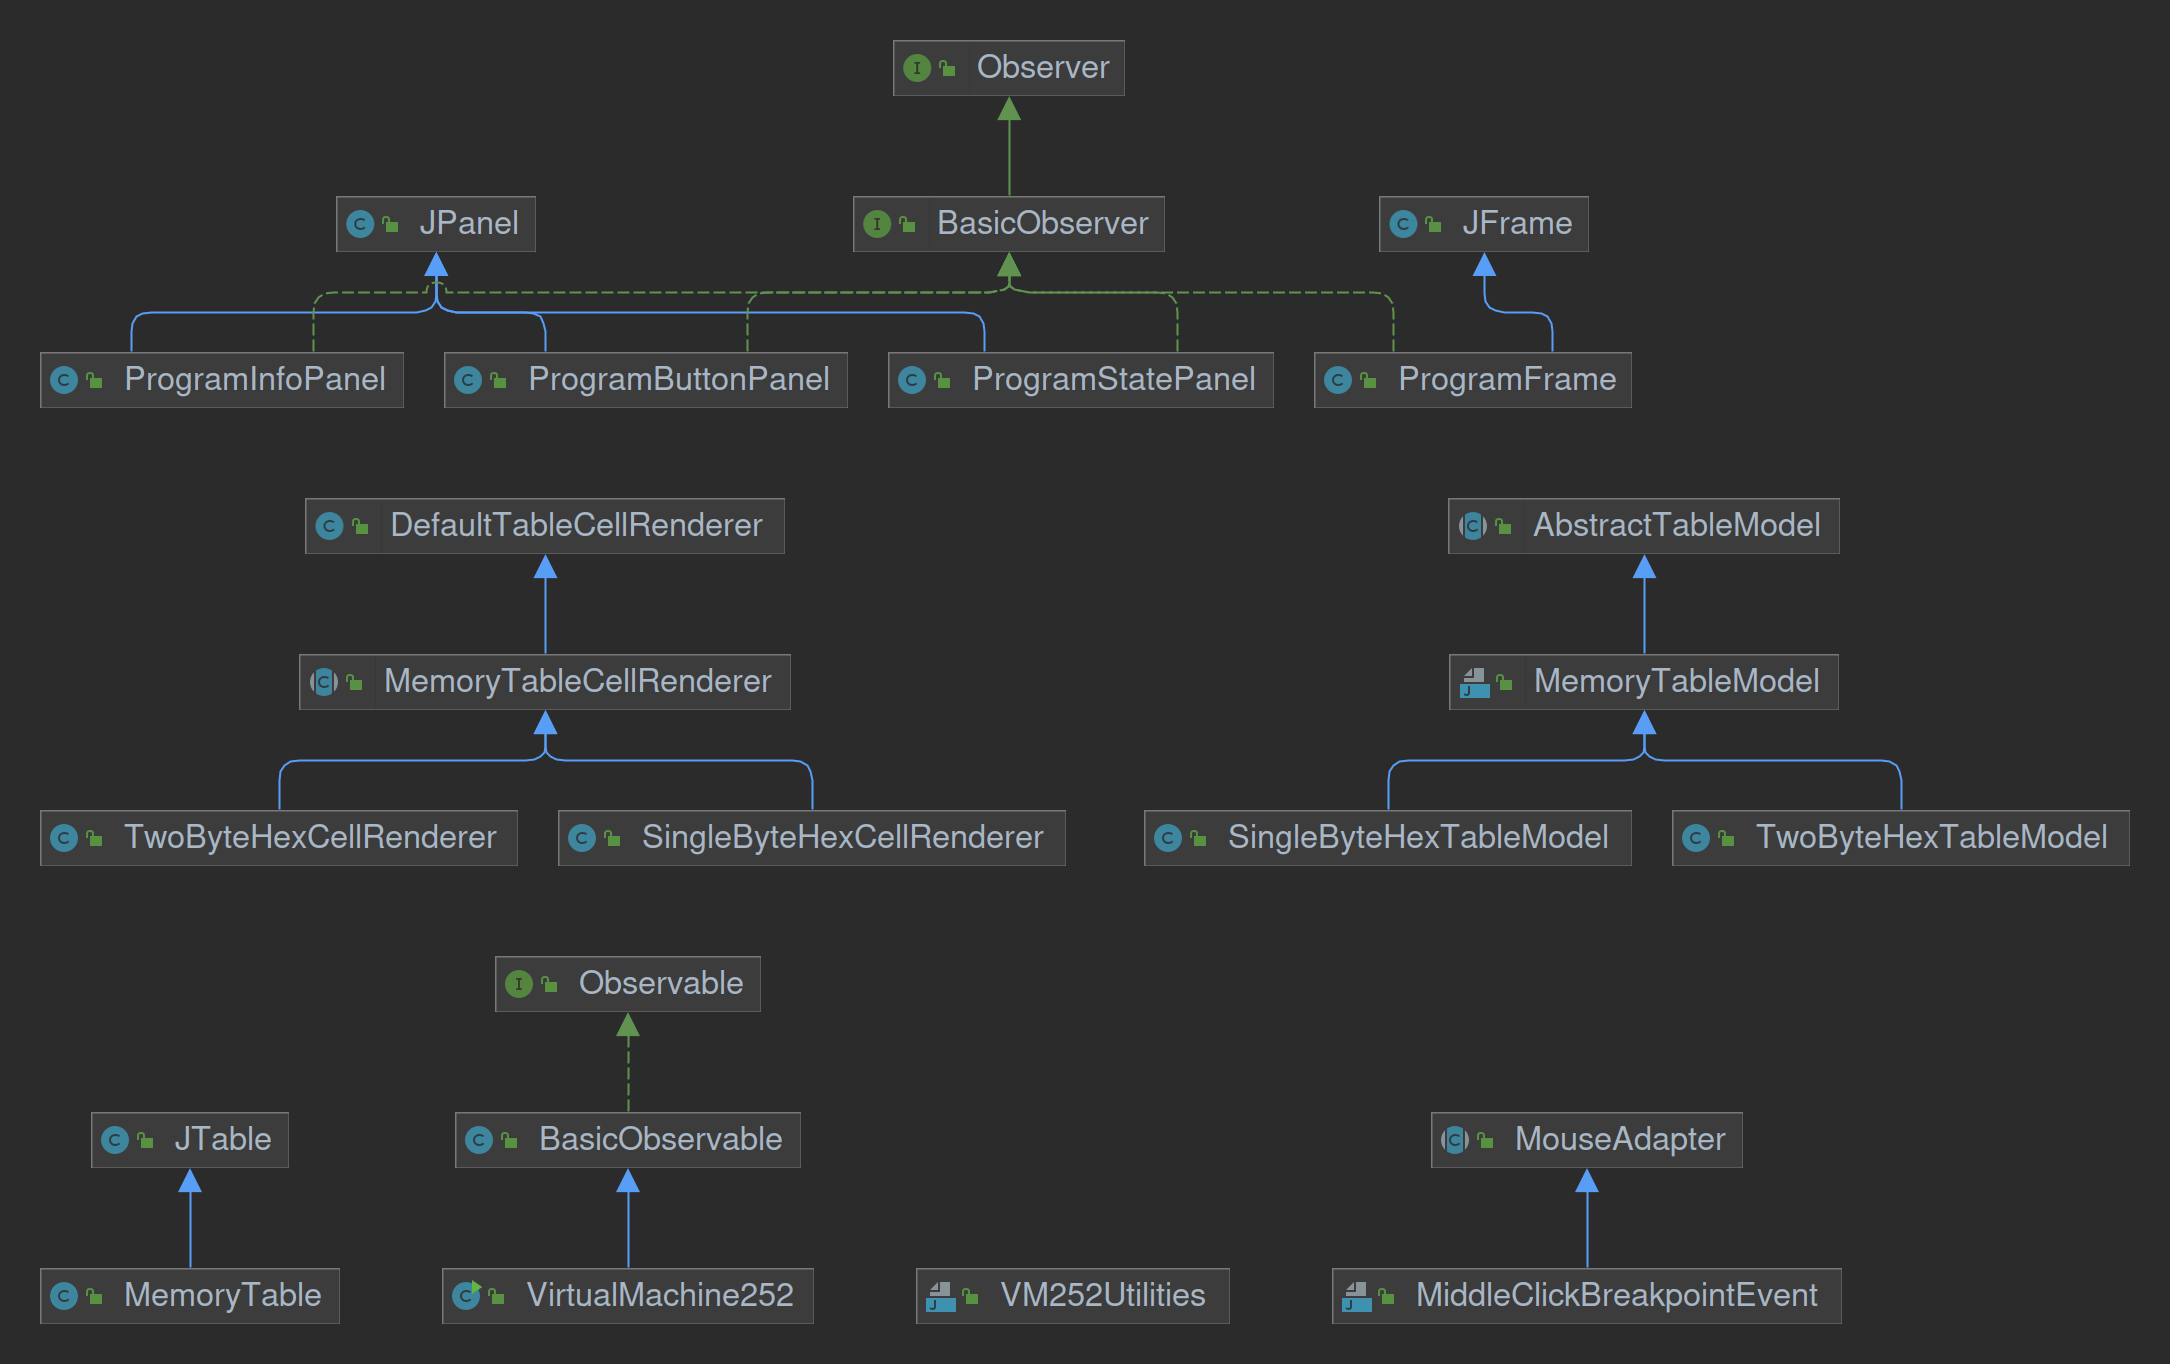 Observer
JPanel
BasicObserver
JFrame
ProgramInfoPanel
ProgramButtonPanel
ProgramStatePanel
ProgramFrame
DefaultTableCellRenderer
AbstractTableModel
MemoryTableCellRenderer
MemoryTableModel
TwoByteHexCellRenderer
SingleByteHexCellRenderer
SingleByteHexTableModel
TwoByteHexTableModel
Observable
JTable
BasicObservable
MouseAdapter
MemoryTable
VirtualMachine252
VM252Utilities
MiddleClickBreakpointEvent